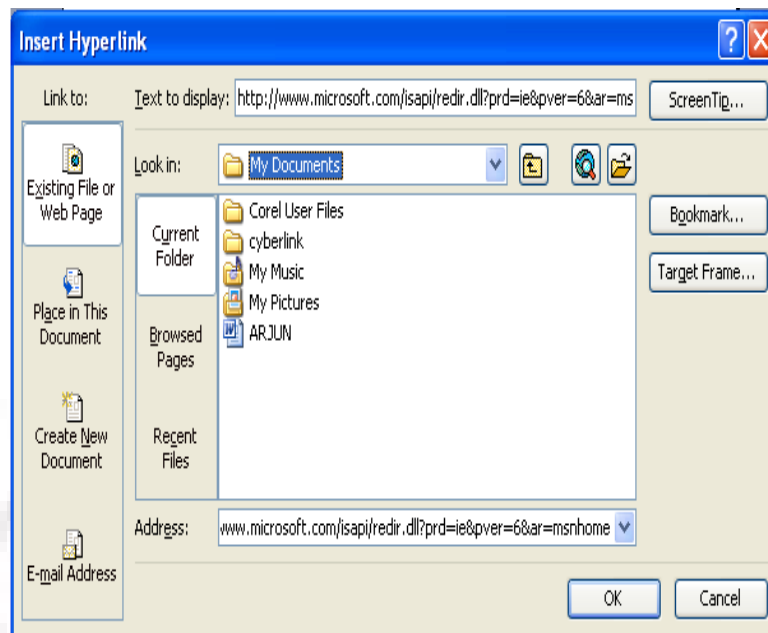 Insert Hyperlink
Link to:
Text to display: http://www.microsoft.com/isapi/redir.dll?prd=ie&pver=6&ar=ms
ScreenTip...
Existing File or
Web Page
Place in This
Document
Create New
Document
E-mail Address
Look in:
My Documents
Current
Folder
Browsed
Pages
Recent
Files
Corel User Files
cyberlink
My Music
My Pictures
ARJUN
Bookmark...
Target Frame...
Address: www.microsoft.com/isapi/redir.dll?prd=ie&pver=6&ar=msnhome
OK
Cancel